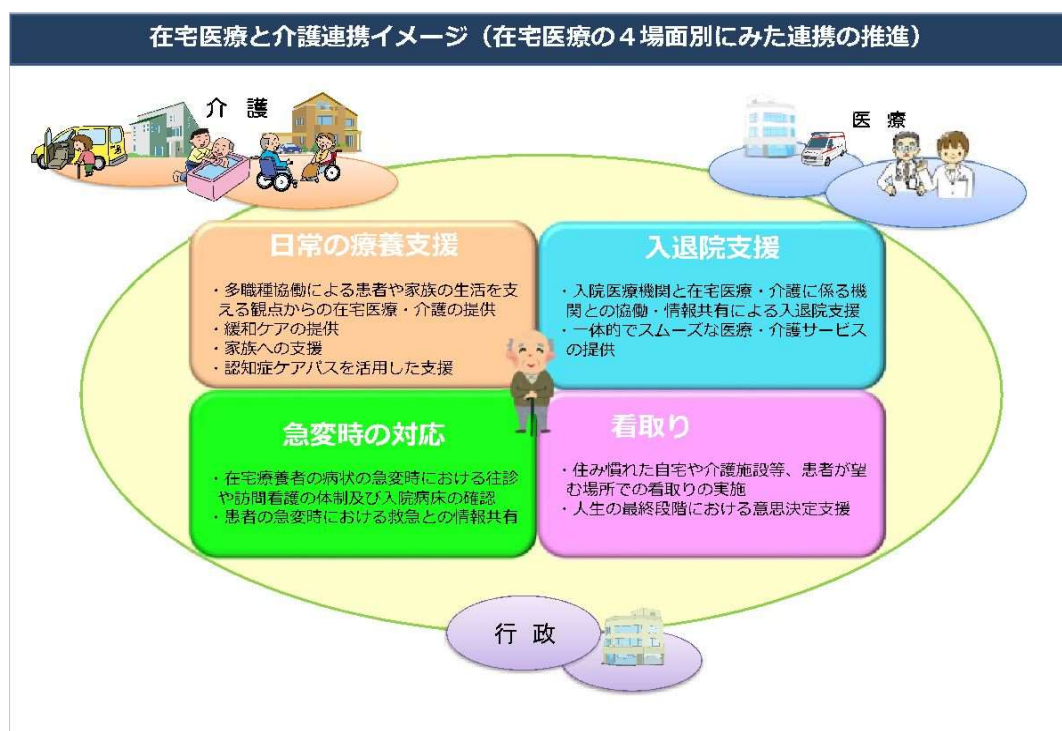 在宅医療と介護連携イメージ（在宅医療の４場面別にみた連携の推進）
介 護
医 療
日常の療養支援
・多職種協働による患者や家族の生活を支
える観点からの在宅医療・介護の提供
・緩和ケアの提供
・家族への支援
・認知症ケアパスを活用した支援
入退院支援
・入院医療機関と在宅医療・介護に係る機
関との協働・情報共有による入退院支援
・一体的でスムーズな医療・介護サービス
の提供
急変時の対応
・在宅療養者の病状の急変時における往診
や訪問看護の体制及び入院病床の確認
・患者の急変時における救急との情報共有
看取り
・住み慣れた自宅や介護施設等、患者が望
む場所での看取りの実施
・人生の最終段階における意思決定支援
行 政